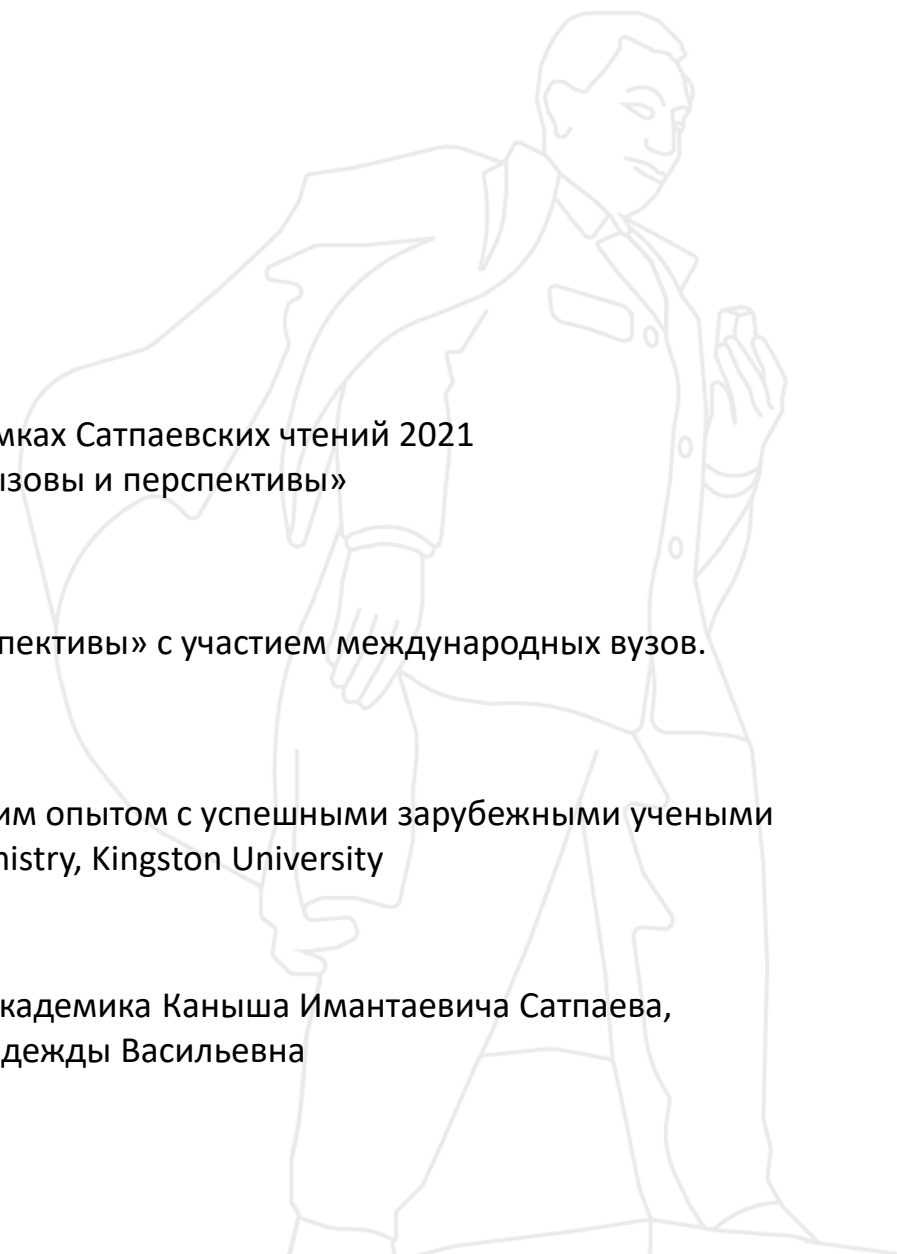 мках Сатпаевских чтений 2021
ызовы и перспективы»
пективы» с участием международных вузов.
им опытом с успешными зарубежными учеными
nistry, Kingston University
кадемика Каныша Имантаевича Сатпаева,
дежды Васильевна